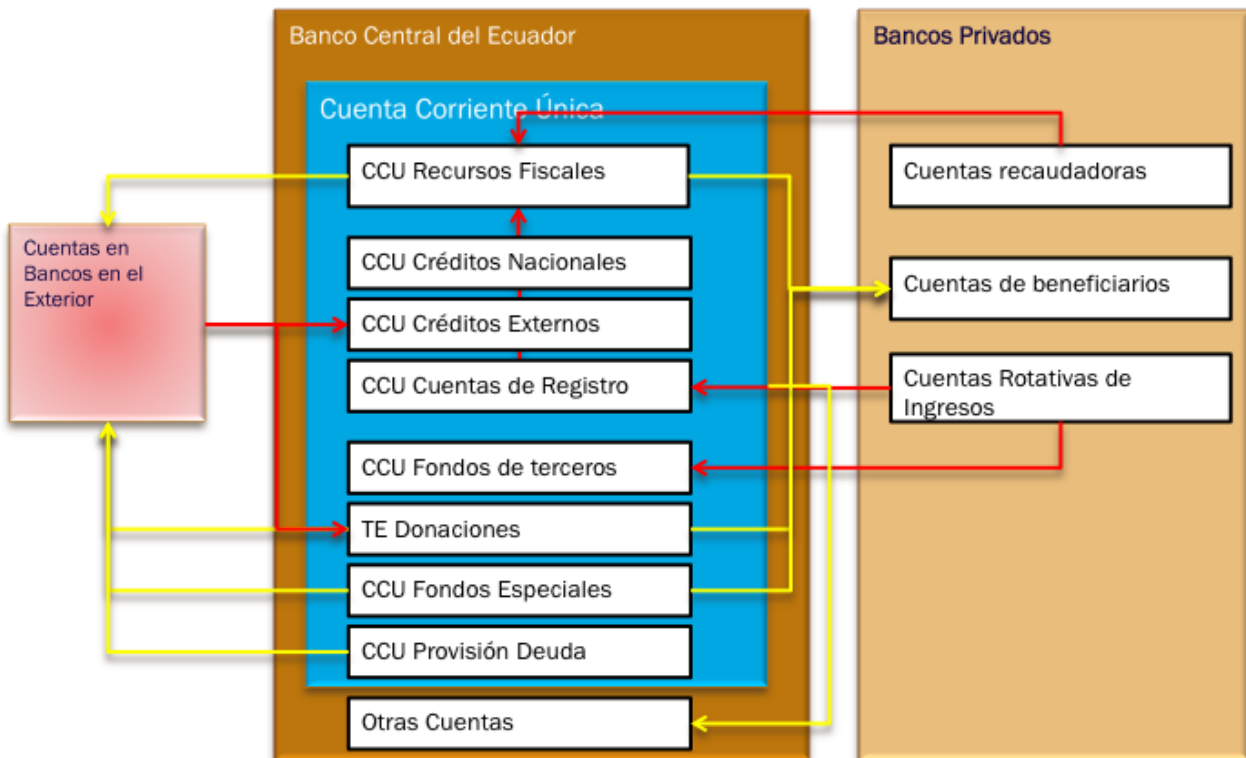 Banco Central del Ecuador
Bancos Privados
Cuenta Corriente Única
CCU Recursos Fiscales
Cuentas recaudadoras
Cuentas en
Bancos en el
Exterior
CCU Créditos Nacionales
Cuentas de beneficiarios
CCU Créditos Externos
CCU Cuentas de Registro
Cuentas Rotativas de
Ingresos
CCU Fondos de terceros
TE Donaciones
CCU Fondos Especiales
CCU Provisión Deuda
Otras Cuentas